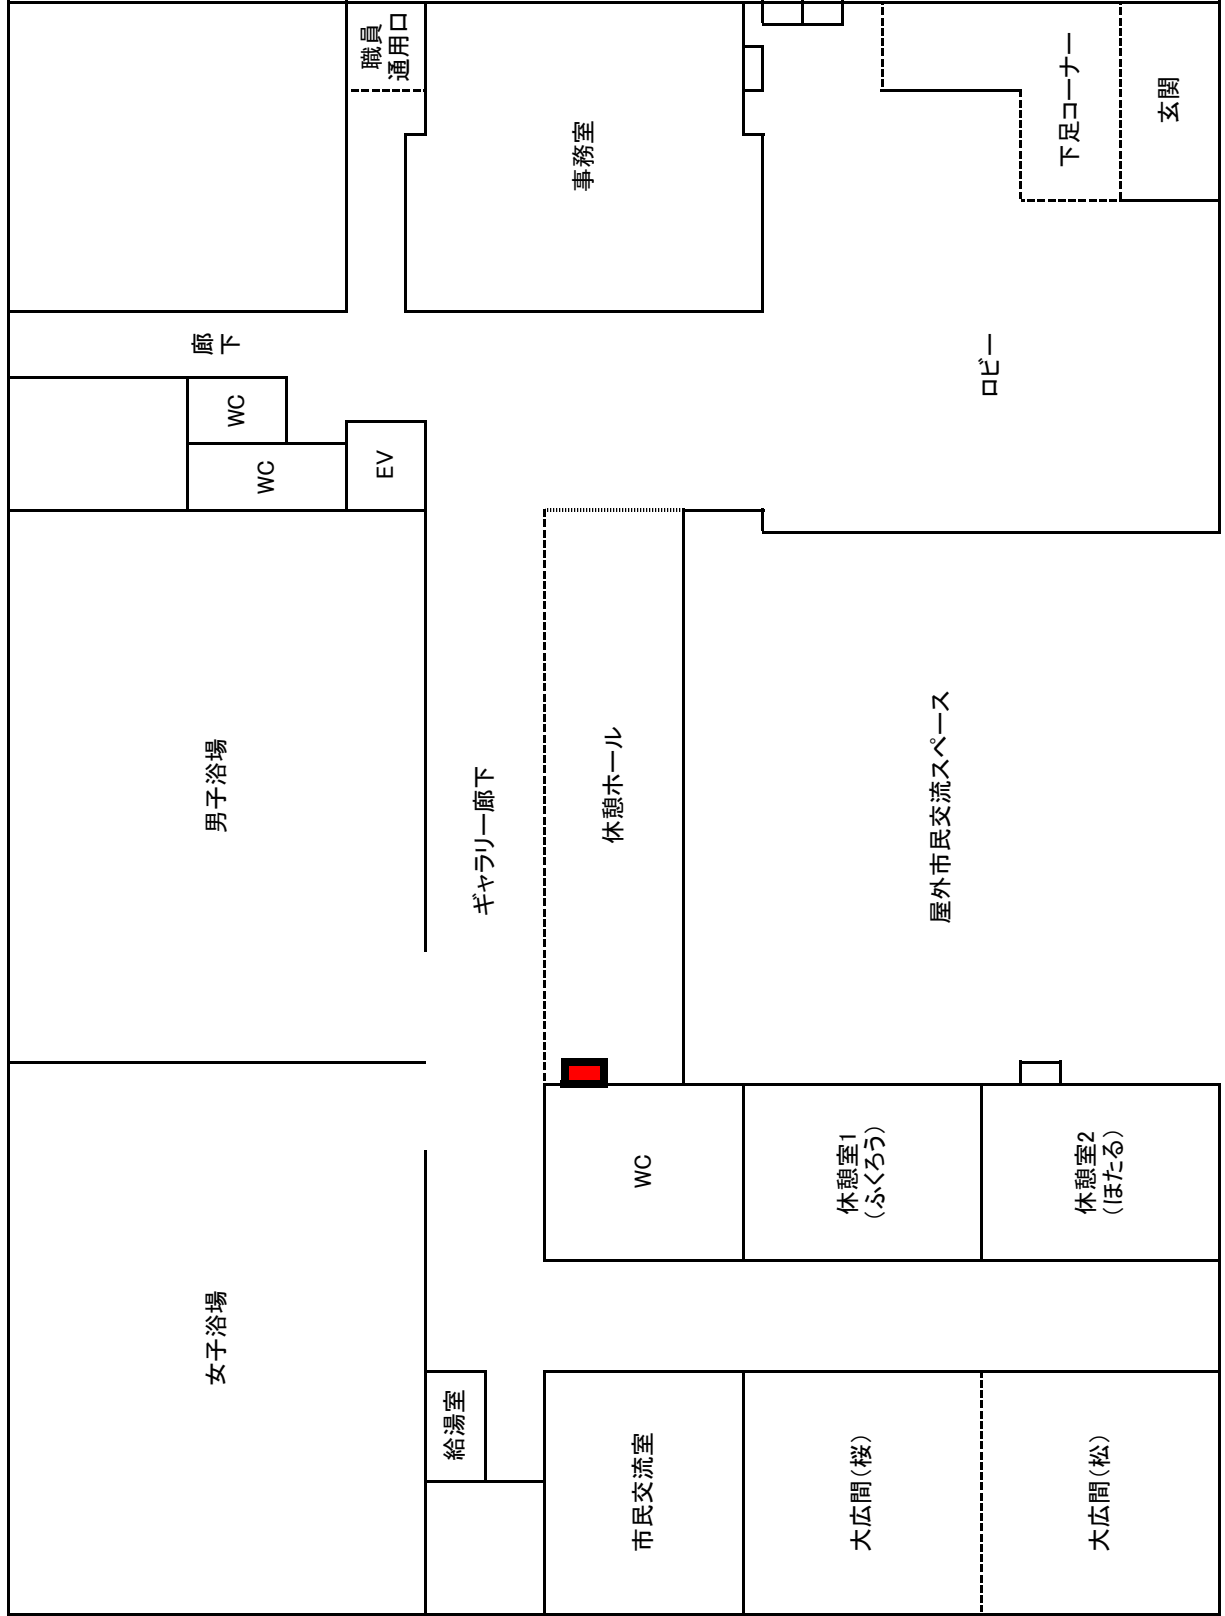 女子浴場
男子浴場
廊
下
WC
WC
EV
職員
通用口
給湯室
ギャラリー廊下
事務室
休憩ホール
市民交流室
WC
大広間(桜)
休憩室1
(ふくろう)
屋外市民交流スペース
ロビー
下足コーナー
大広間(松)
休憩室2
(ほたる)
玄関